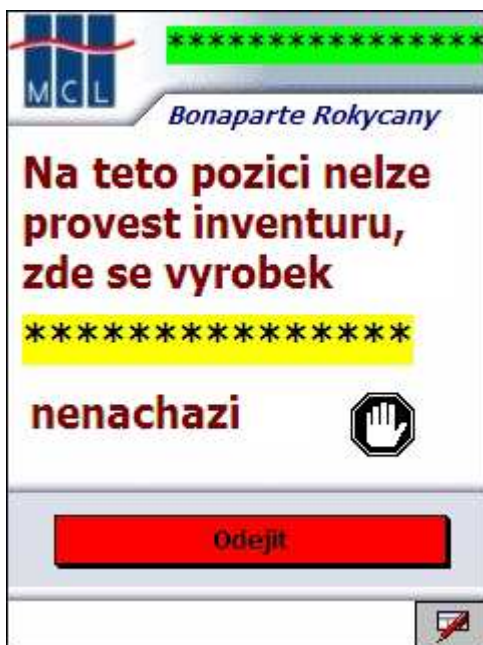 ****************
MCL
Bonaparte Rokycany
Na teto pozici nelze
provest inventuru,
zde se vyrobek
***************
nenachazi
Odejit